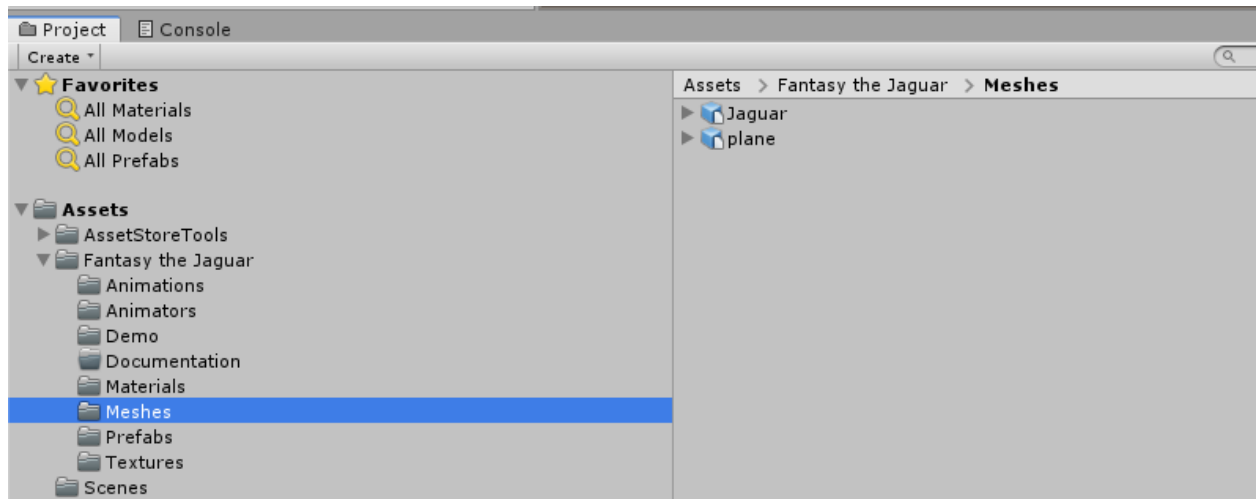 Project Console
Create
Favorites
All Materials
All Models
All Prefabs
Assets
AssetStoreTools
Fantasy the Jaguar
Animations
Animators
Demo
Documentation
Materials
Meshes
Prefabs
Textures
Scenes
Assets > Fantasy the Jaguar > Meshes
Jaguar
plane